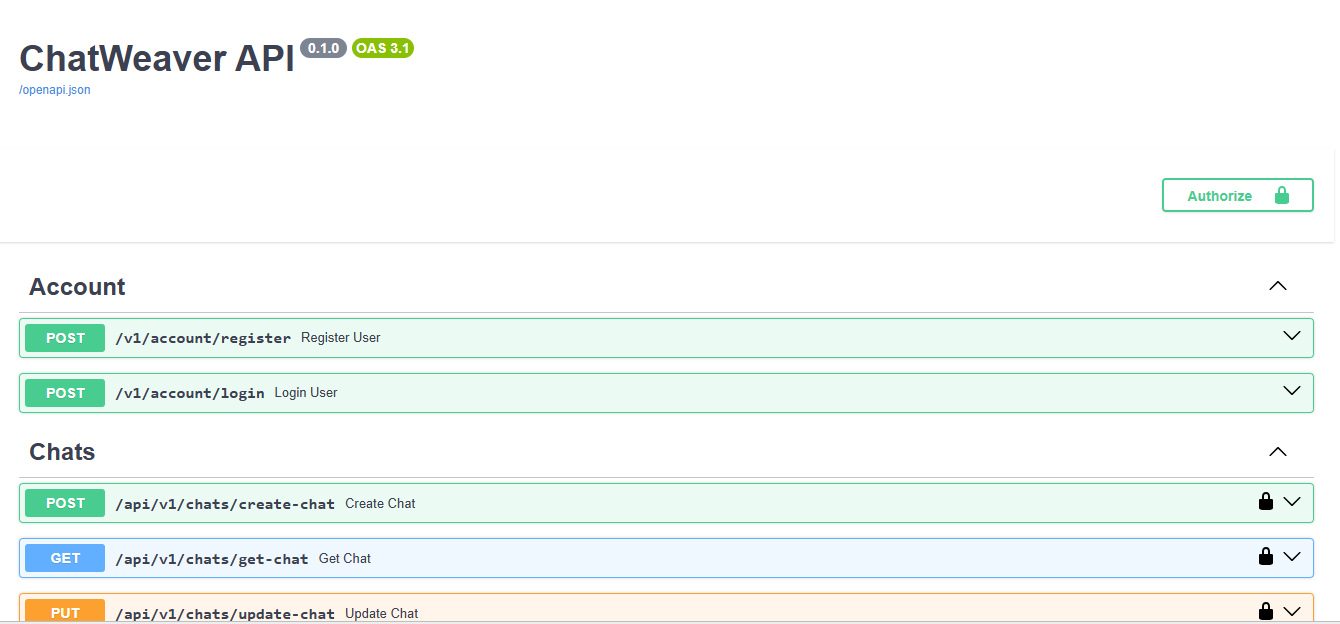 ChatWeaver API 0.1.0 OAS 3.1
/openapi.json
Authorize
Account
POST /v1/account/register Register User
POST /v1/account/login Login User
Chats
POST /api/v1/chats/create-chat Create Chat
GET /api/v1/chats/get-chat Get Chat
PUT /api/v1/chats/update-chat Update Chat